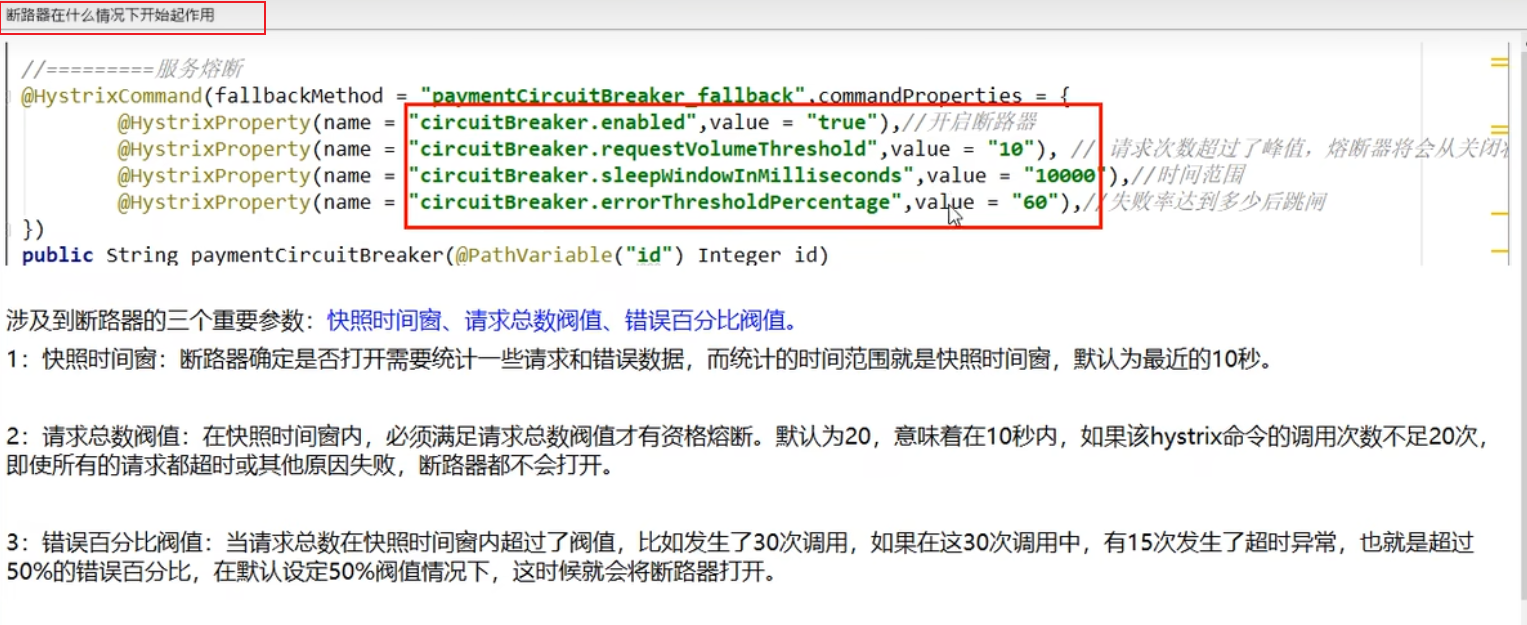 断路器在什么情况下开始起作用
//=========服务熔断
@HystrixCommand(fallbackMethod = "paymentCircuitBreaker_fallback",commandProperties = {
@HystrixProperty(name = "circuitBreaker.enabled",value = "true"),//开启断路器
@HystrixProperty(name = "circuitBreaker.requestVolumeThreshold",value = "10"), // 请求次数超过了峰值，熔断器将会从关闭
@HystrixProperty(name = "circuitBreaker.sleepWindowInMilliseconds",value = "10000"),//时间范围
@HystrixProperty(name = "circuitBreaker.errorThresholdPercentage",value = "60"),//失败率达到多少后跳闸
})
public String paymentCircuitBreaker(@PathVariable("id") Integer id)
涉及到断路器的三个重要参数：快照时间窗、请求总数阀值、错误百分比阀值。
1：快照时间窗：断路器确定是否打开需要统计一些请求和错误数据，而统计的时间范围就是快照时间窗，默认为最近的10秒。
2：请求总数阀值：在快照时间窗内，必须满足请求总数阀值才有资格熔断。默认为20，意味着在10秒内，如果该hystrix命令的调用次数不足20次，
即使所有的请求都超时或其他原因失败，断路器都不会打开。
3：错误百分比阀值：当请求总数在快照时间窗内超过了阀值，比如发生了30次调用，如果在这30次调用中，有15次发生了超时异常，也就是超过
50%的错误百分比，在默认设定50%阀值情况下，这时候就会将断路器打开。